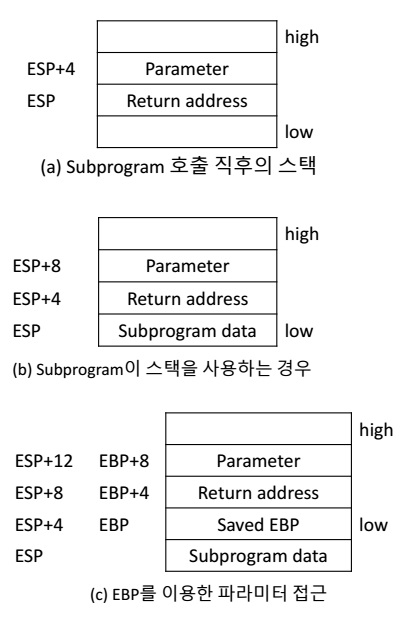 high
ESP+4 Parameter
ESP Return address
low
(a) Subprogram 호출 직후의 스택
high
ESP+8 Parameter
ESP+4 Return address
ESP Subprogram data low
(b) Subprogram이 스택을 사용하는 경우
high
ESP+12 EBP+8 Parameter
ESP+8 EBP+4 Return address
ESP+4 EBP Saved EBP low
ESP Subprogram data
(c) EBP를 이용한 파라미터 접근